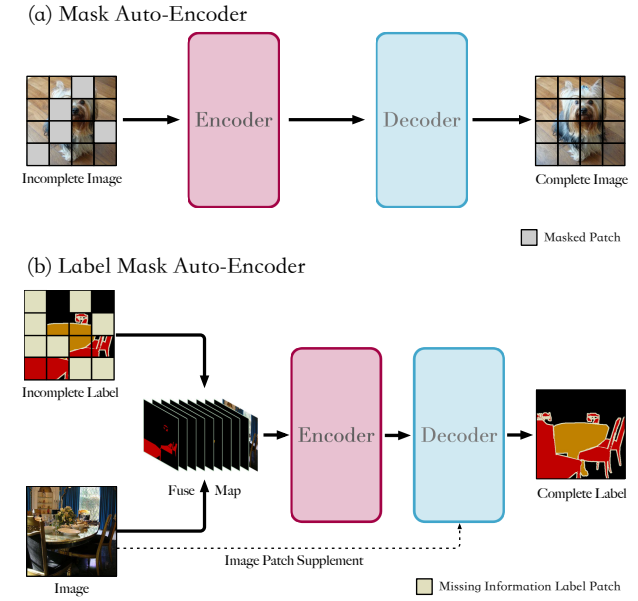 (a) Mask Auto-Encoder
Encoder
Decoder
Incomplete Image
Complete Image
Masked Patch
(b) Label Mask Auto-Encoder
Incomplete Label
Encoder
Decoder
Fuse Map
Complete Label
Image Patch Supplement
Image
Missing Information Label Patch